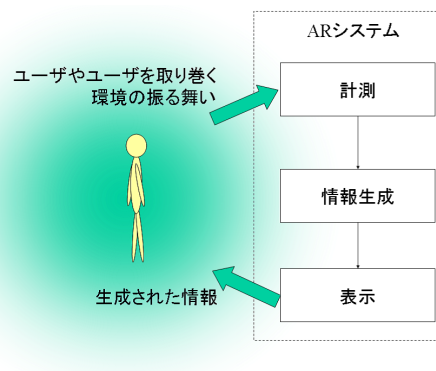 ARシステム
ユーザやユーザを取り巻く
環境の振る舞い
計測
情報生成
生成された情報
表示